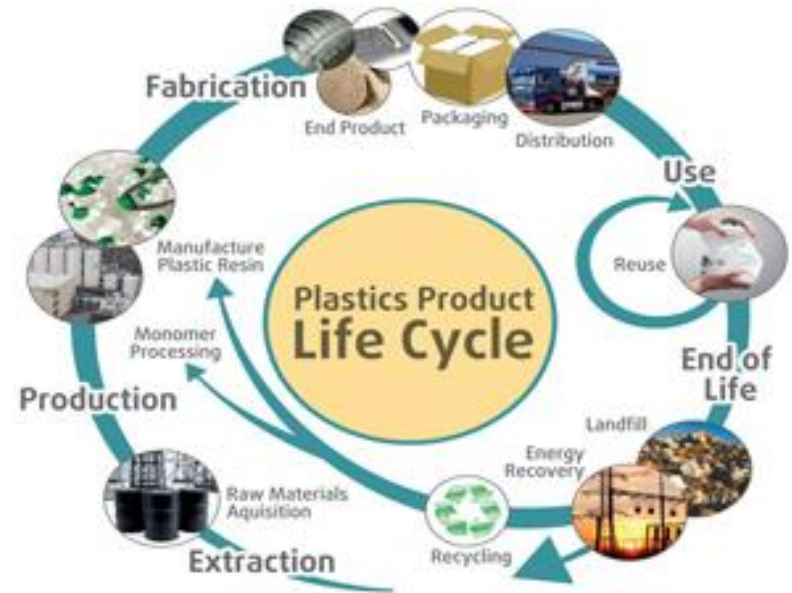 Fabrication
End Product
Packaging
Distribution
Use
Manufacture
Plastic Resin
Reuse
Plastics Product
Life Cycle
Monomer
Processing
End of
Life
Production
Landfill
Energy
Recovery
Raw Materials
Aquisition
Recycling
Extraction